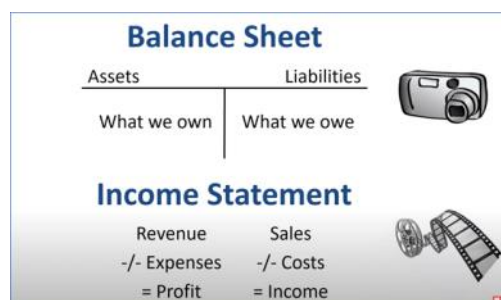 Balance Sheet
Assets Liabilities
What we own What we owe
Income Statement
Revenue Sales
-/- Expenses -/- Costs
= Profit = Income